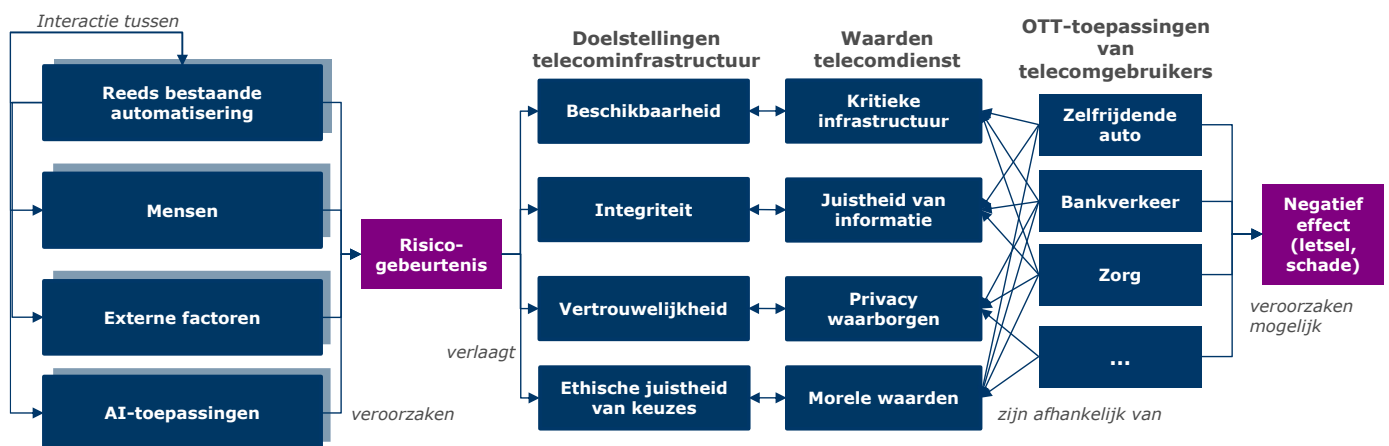 Interactie tussen
Reeds bestaande
automatisering
Mensen
Externe factoren
AI-toepassingen
veroorzaken
Risico-
gebeurtenis
verlaagt
Doelstellingen
telecominfrastructuur
Beschikbaarheid
Integriteit
Vertrouwelijkheid
Ethische juistheid
van keuzes
Waarden
telecomdienst
Kritieke
infrastructuur
Juistheid van
informatie
Privacy
waarborgen
Morele waarden
zijn afhankelijk van
OTT-toepassingen
van
telecomgebruikers
Zelfrijdende
auto
Bankverkeer
Zorg
...
Negatief
effect
(letsel,
schade)
veroorzaken
mogelijk